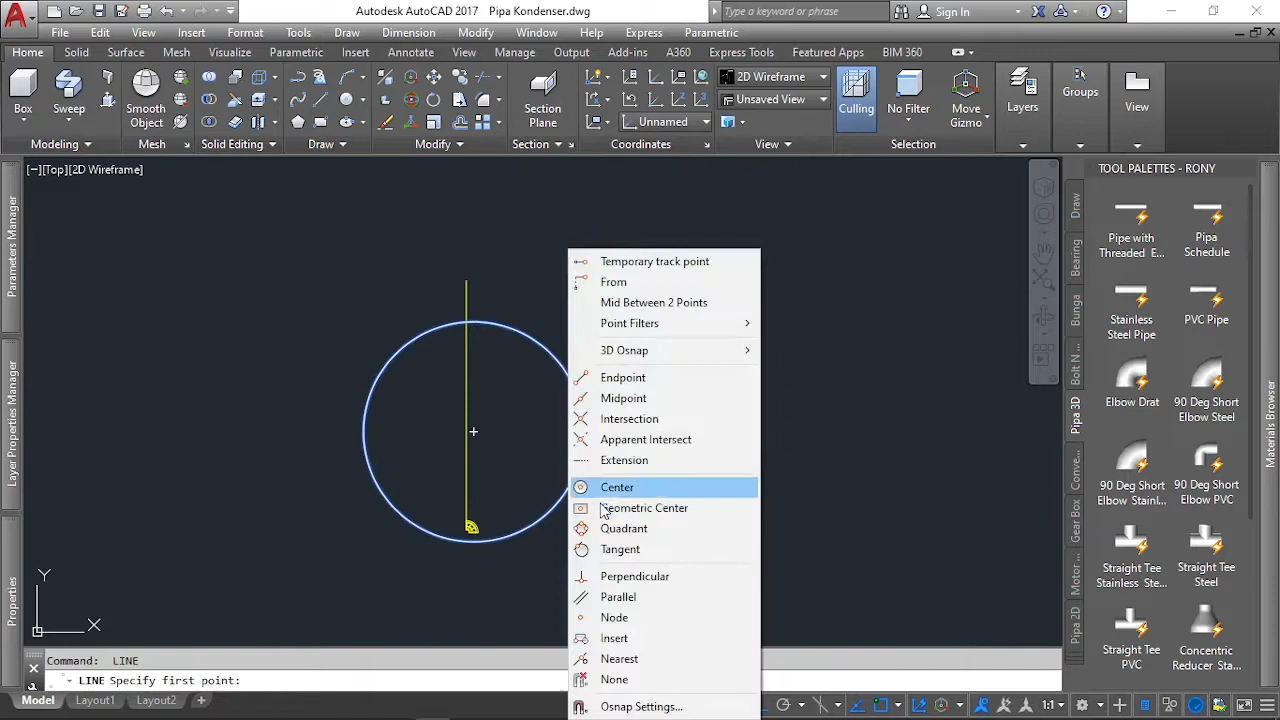 Autodesk AutoCAD 2017 Pipa Kondenser.dwg
Type a keyword or phrase
Sign In
File Edit View Insert Format Tools Draw Dimension Modify Window Help Express Parametric
Home Solid Surface Mesh Visualize Parametric Insert Annotate View Manage Output Add-ins A360 Express Tools Featured Apps BIM 360
Box
Sweep
Smooth
Object
Section
Plane
2D Wireframe
Unsaved View
Unnamed
Culling
No Filter
Move
Gizmo
Layers
Groups
View
Modeling Mesh Solid Editing Draw Modify Section Coordinates View Selection
[−][Top][2D Wireframe]
Parameters Manager
Layer Properties Manager
Properties
Temporary track point
From
Mid Between 2 Points
Point Filters
3D Osnap
Endpoint
Midpoint
Intersection
Apparent Intersect
Extension
Center
Geometric Center
Quadrant
Tangent
Perpendicular
Parallel
Node
Insert
Nearest
None
Osnap Settings...
TOOL PALETTES - RONY
Draw
Bearing
Bunga
Bolt N ...
Pipa 3D
Conve...
Gear Box
Motor ...
Pipa 2D
Materials Browser
Pipe with
Threaded E...
Pipa
Schedule
Stainless
Steel Pipe
PVC Pipe
Elbow Drat
90 Deg Short
Elbow Steel
90 Deg Short
Elbow Stainl...
90 Deg Short
Elbow PVC
Straight Tee
Stainless Ste...
Straight Tee
Steel
Straight Tee
PVC
Concentric
Reducer Sta...
Y
X
Command: LINE
LINE Specify first point:
Model Layout1 Layout2 +
1:1